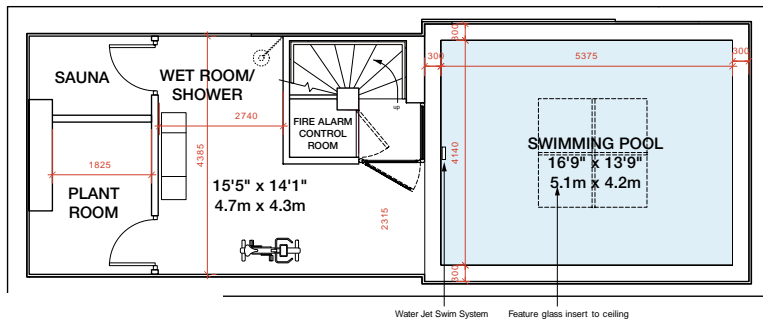 300
300
5375
300
SAUNA
WET ROOM/
SHOWER
2740
FIRE ALARM
CONTROL
ROOM
up
1825
4385
4140
SWIMMING POOL
16'9" x 13'9"
5.1m x 4.2m
PLANT
ROOM
15'5" x 14'1"
4.7m x 4.3m
2315
300
Water Jet Swim System
Feature glass insert to ceiling